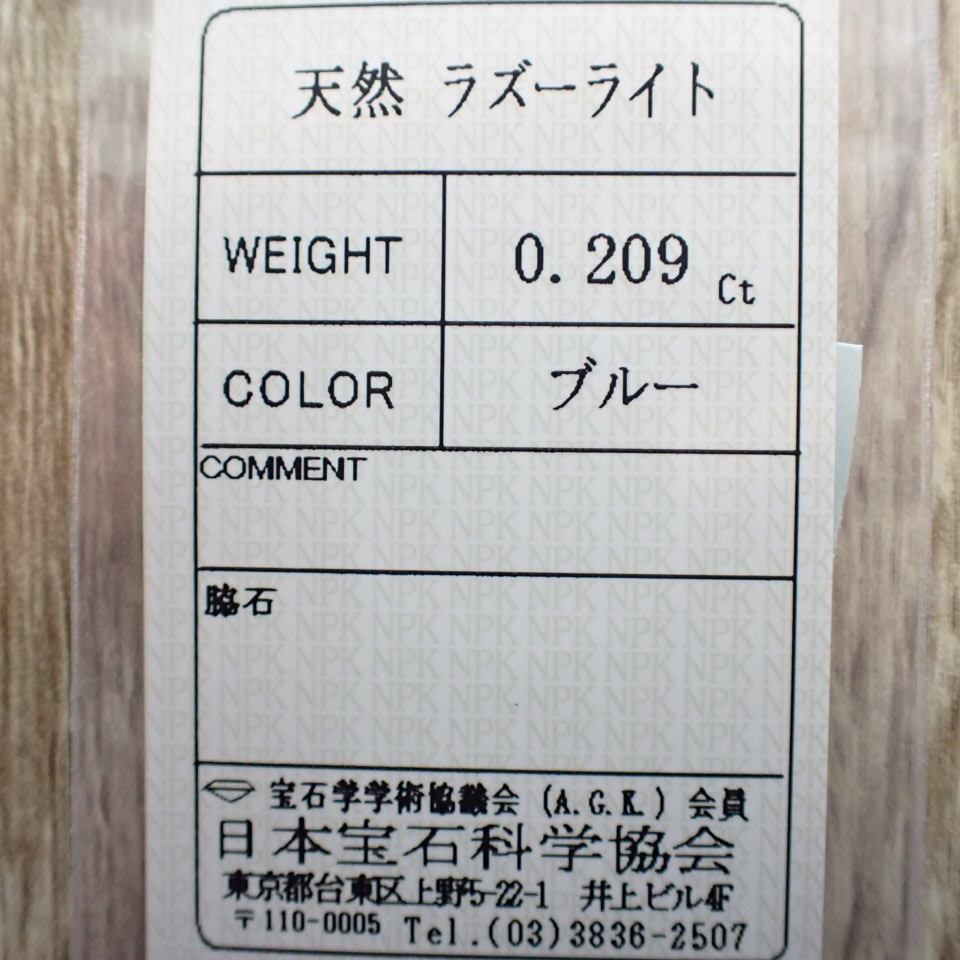 天然 ラズーライト
WEIGHT 0.209 Ct
COLOR ブルー
COMMENT
脇石
宝石学学術協議会 (A.G.K.) 会員
日本宝石科学協会
東京都台東区上野5-22-1 井上ビル4F
〒110-0005 Tel.(03)3836-2507